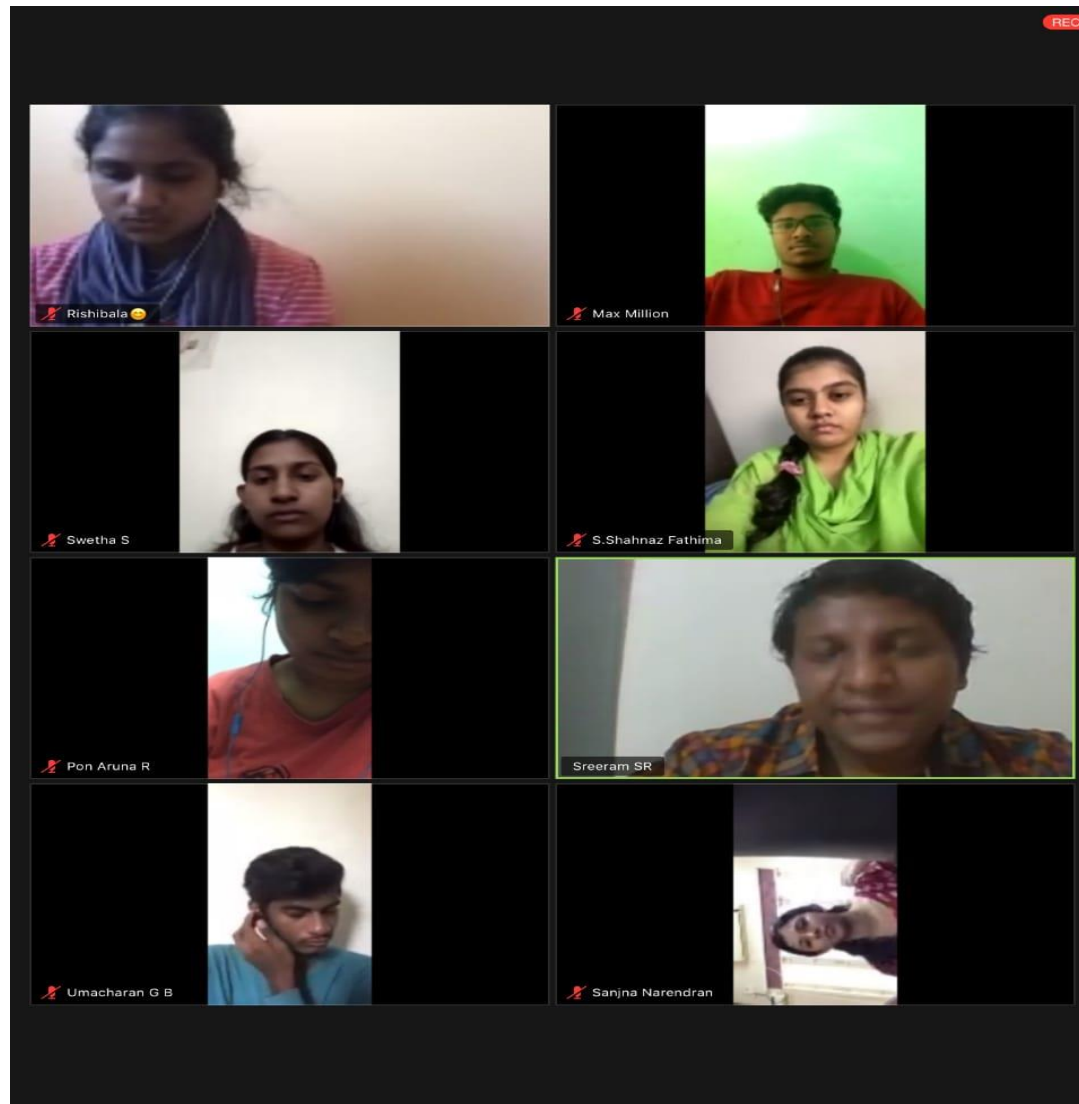 REC
Rishibala😊
Max Million
Swetha S
S.Shahnaz Fathima
Pon Aruna R
Sreeram SR
Umacharan G B
Sanjna Narendran